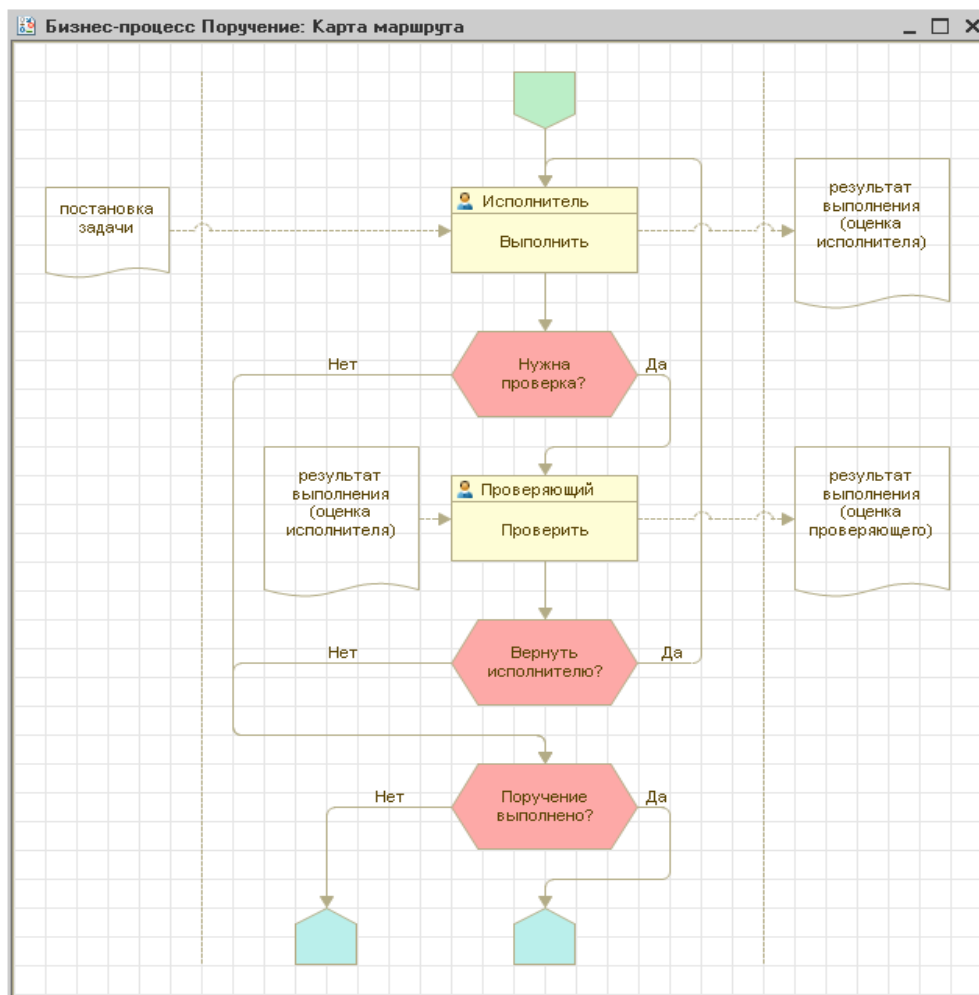 Бизнес-процесс Поручение: Карта маршрута
постановка
задачи
Исполнитель
Выполнить
результат
выполнения
(оценка
исполнителя)
Нет
Нужна
проверка?
Да
результат
выполнения
(оценка
исполнителя)
Проверяющий
Проверить
результат
выполнения
(оценка
проверяющего)
Нет
Вернуть
исполнителю?
Да
Нет
Поручение
выполнено?
Да